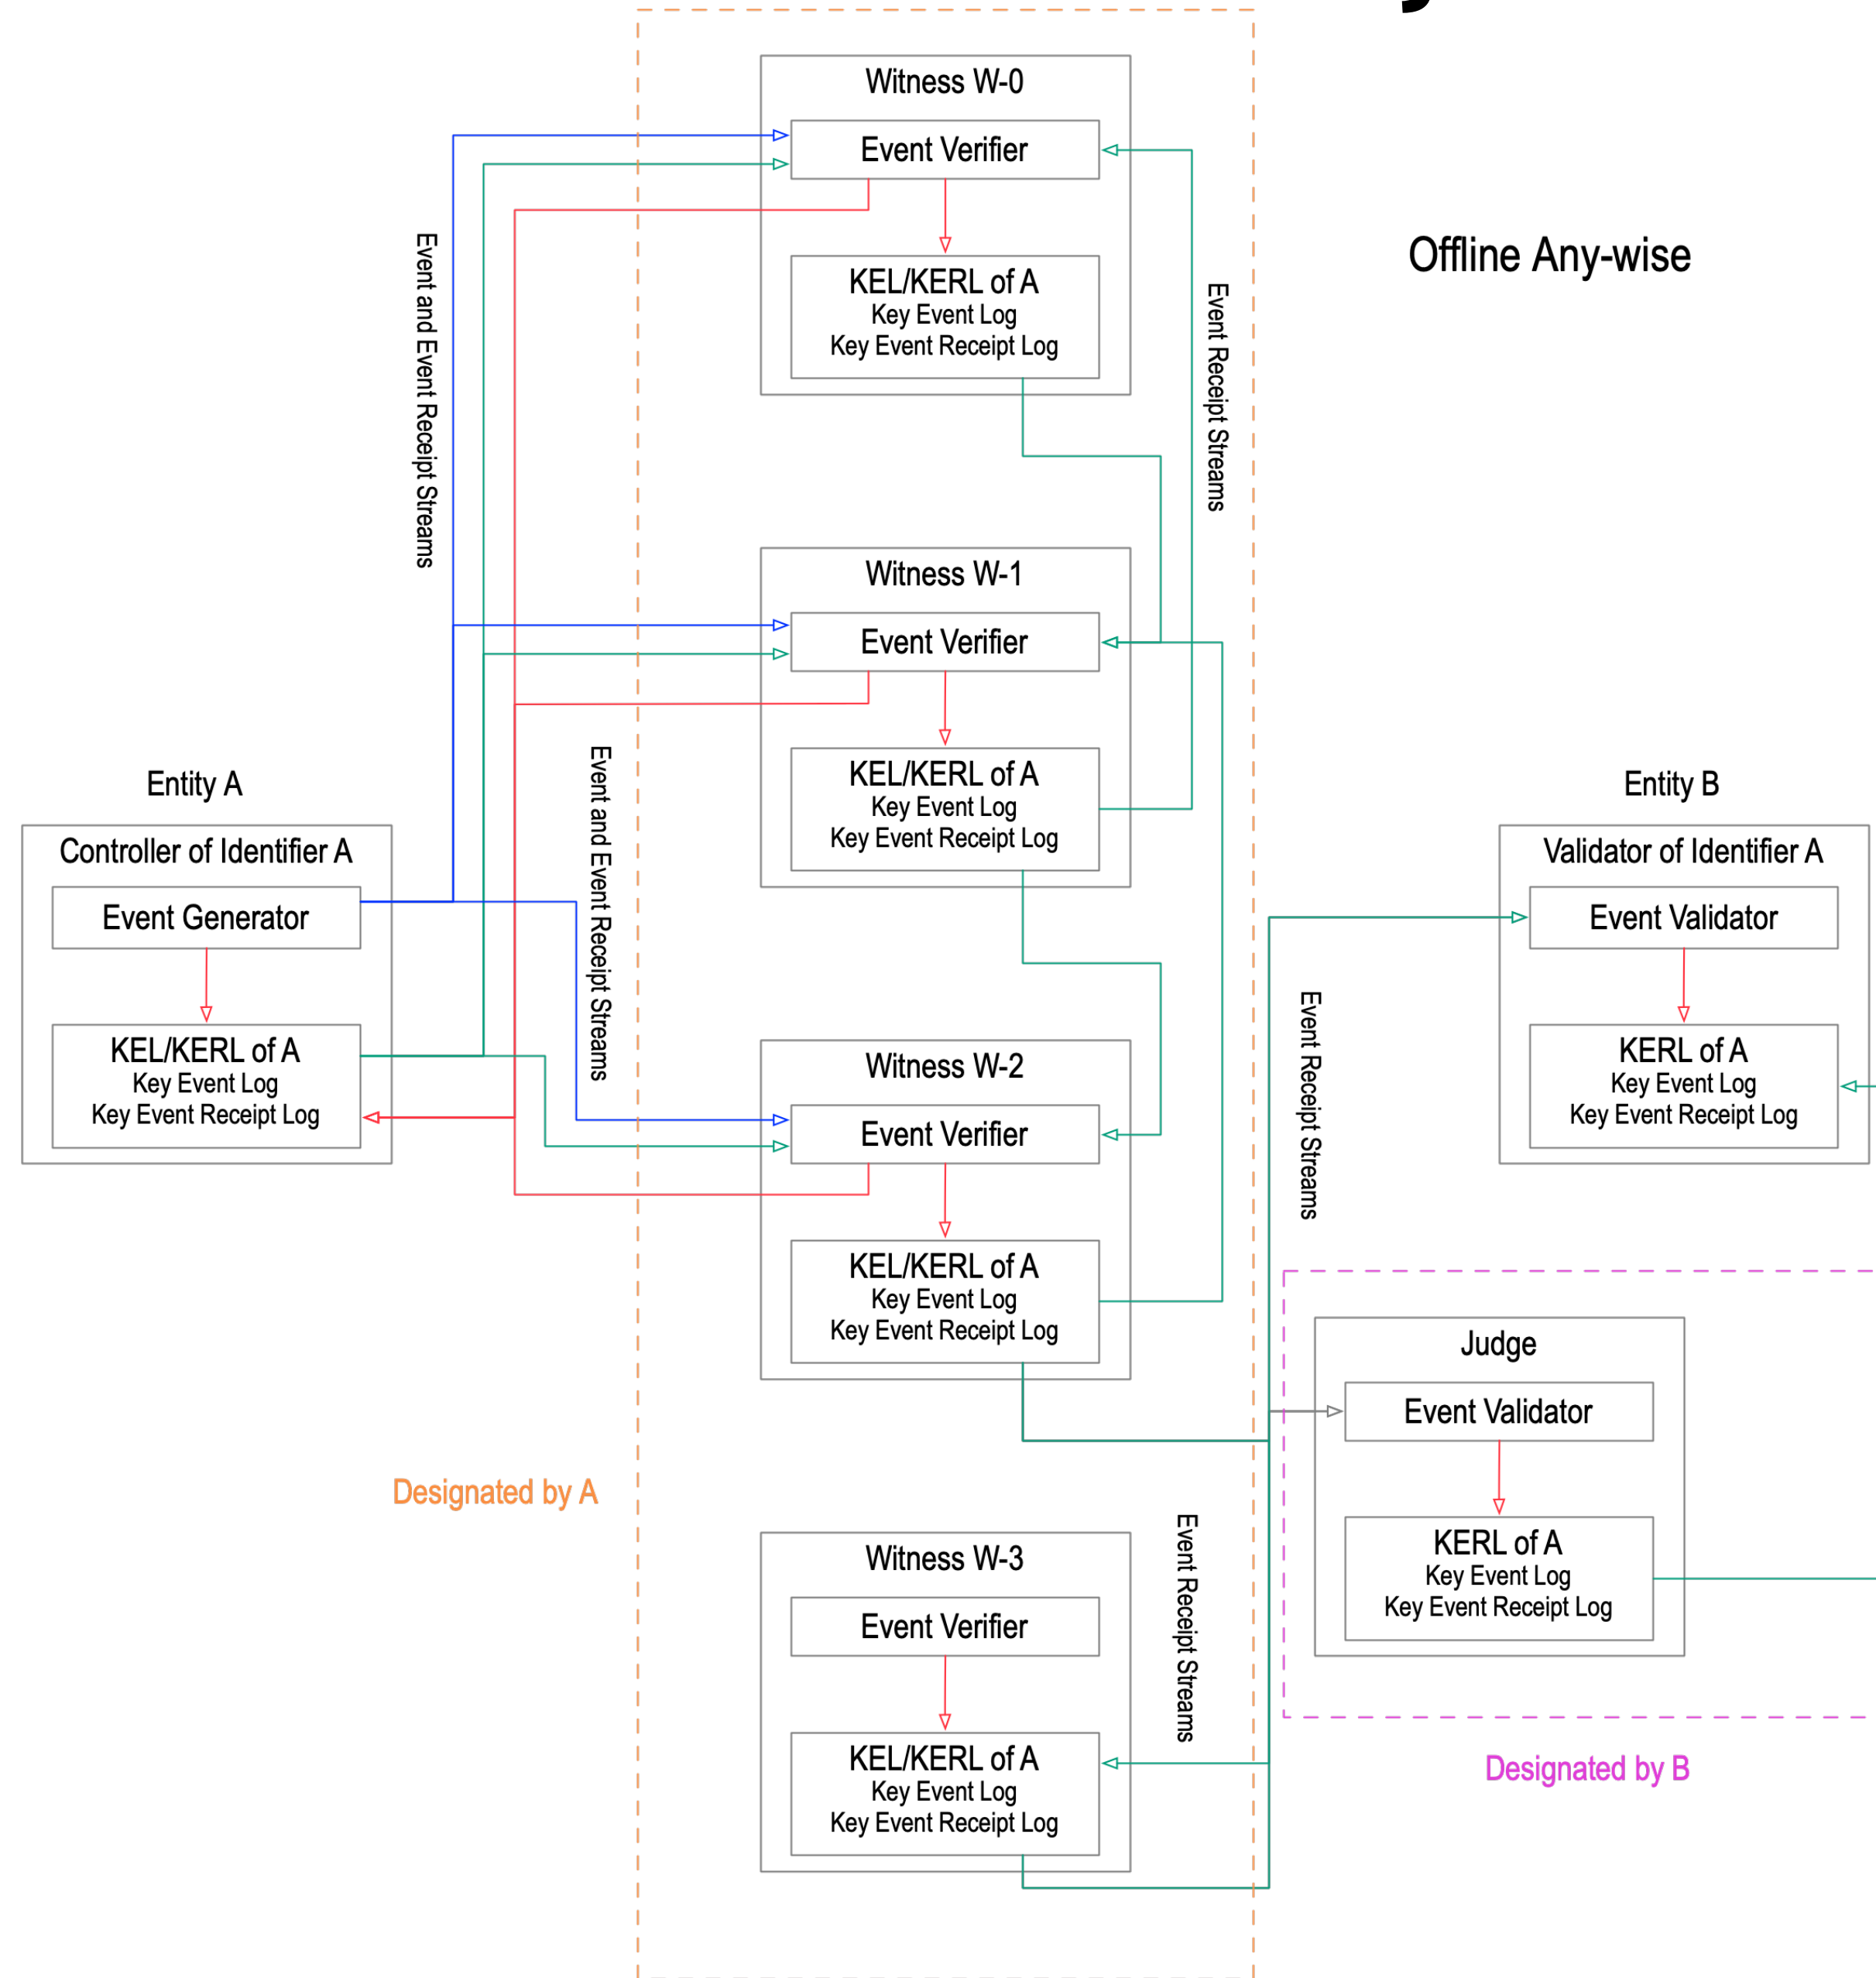 Offline Any-wise
Witness W-0
Event Verifier
KEL/KERL of A
Key Event Log
Key Event Receipt Log
Event and Event Receipt Streams
Event Receipt Streams
Witness W-1
Event Verifier
KEL/KERL of A
Key Event Log
Key Event Receipt Log
Entity A
Controller of Identifier A
Event Generator
KEL/KERL of A
Key Event Log
Key Event Receipt Log
Event and Event Receipt Streams
Witness W-2
Event Verifier
KEL/KERL of A
Key Event Log
Key Event Receipt Log
Entity B
Validator of Identifier A
Event Validator
KERL of A
Key Event Log
Key Event Receipt Log
Event Receipt Streams
Judge
Event Validator
KERL of A
Key Event Log
Key Event Receipt Log
Designated by A
Witness W-3
Event Verifier
KEL/KERL of A
Key Event Log
Key Event Receipt Log
Event Receipt Streams
Designated by B